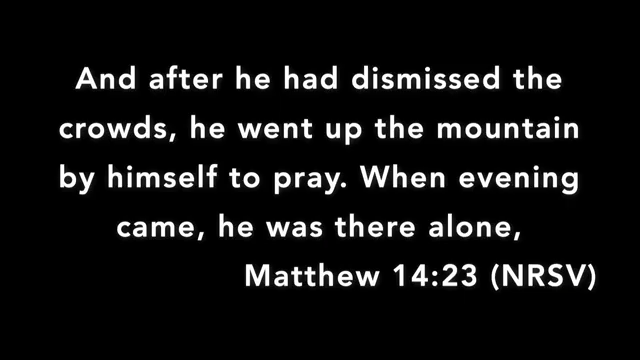 And after he had dismissed the
crowds, he went up the mountain
by himself to pray. When evening
came, he was there alone,
Matthew 14:23 (NRSV)